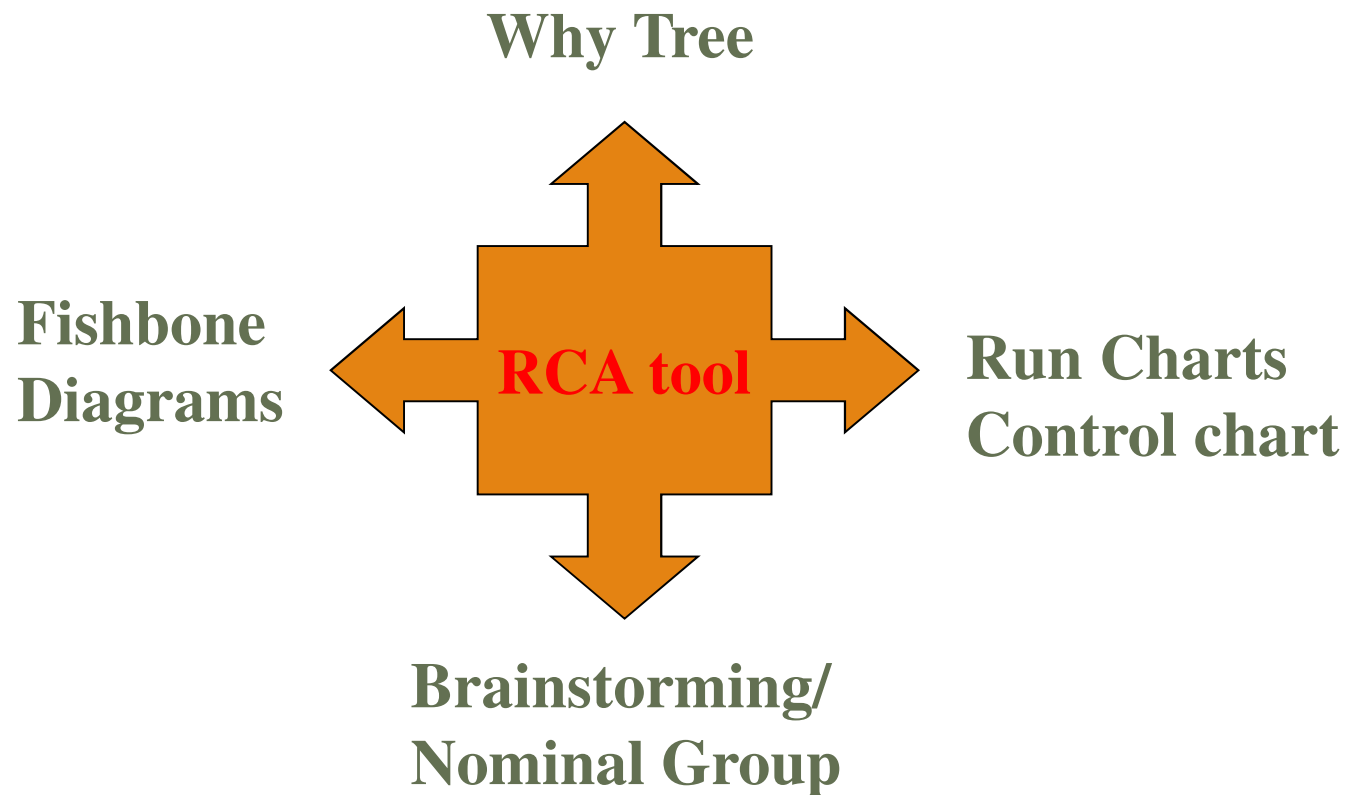 Why Tree
Fishbone
Diagrams
RCA tool
Run Charts
Control chart
Brainstorming/
Nominal Group